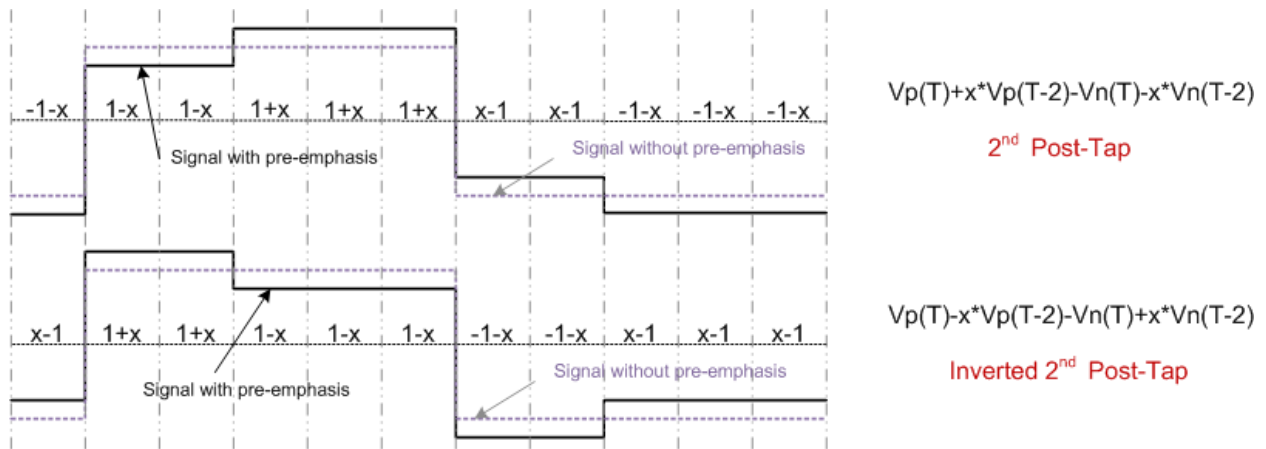 Vp(T)+x*Vp(T-2)-Vn(T)-x*Vn(T-2)
-1-x 1-x 1-x 1+x 1+x 1+x x-1 x-1 -1-x -1-x -1-x
2nd Post-Tap
Signal with pre-emphasis
Signal without pre-emphasis
Vp(T)-x*Vp(T-2)-Vn(T)+x*Vn(T-2)
x-1 1+x 1+x 1-x 1-x 1-x -1-x -1-x x-1 x-1 x-1
Inverted 2nd Post-Tap
Signal with pre-emphasis
Signal without pre-emphasis